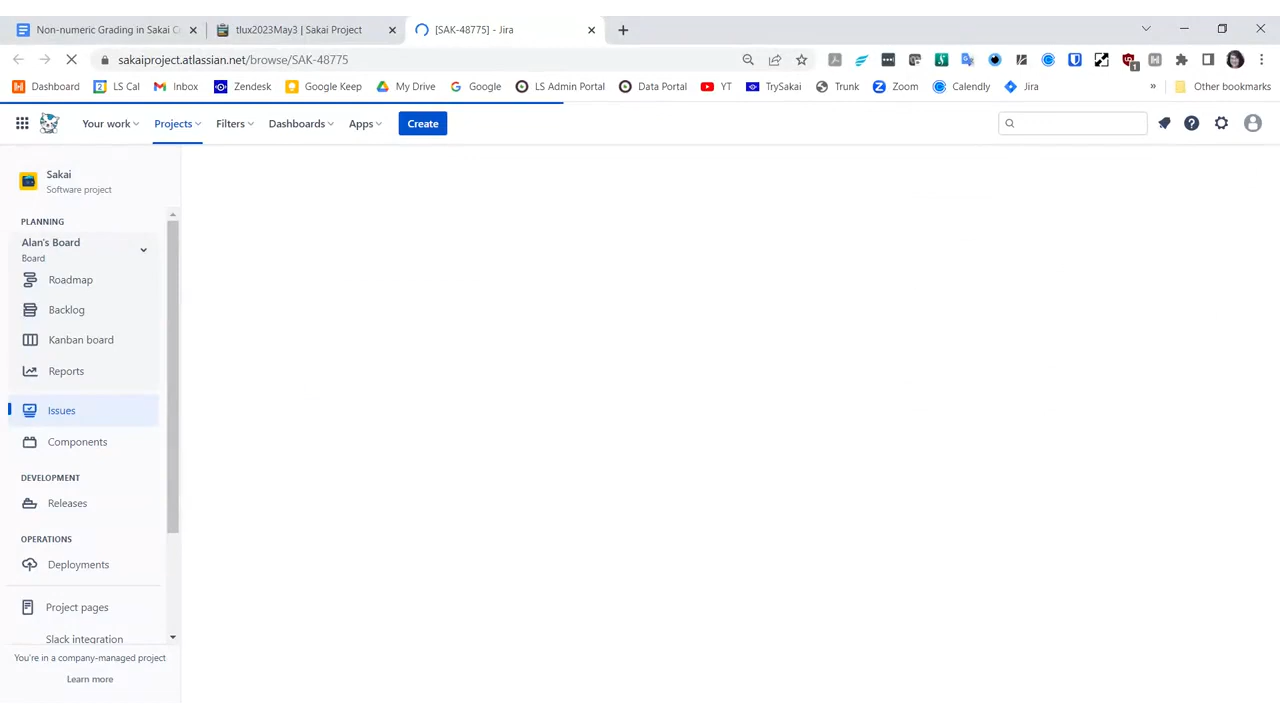 Non-numeric Grading in Sakai
tlux2023May3 | Sakai Project
[SAK-48775] - Jira
sakaiproject.atlassian.net/browse/SAK-48775
1
Dashboard
2 LS Cal
Inbox
Zendesk
Google Keep
My Drive
Google
LS Admin Portal
Data Portal
YT
TrySakai
Trunk
Zoom
Calendly
Jira
»
Other bookmarks
Your work
Projects
Filters
Dashboards
Apps
Create
Sakai
Software project
PLANNING
Alan's Board
Board
Roadmap
Backlog
Kanban board
Reports
Issues
Components
DEVELOPMENT
Releases
OPERATIONS
Deployments
Project pages
Slack integration
You're in a company-managed project
Learn more